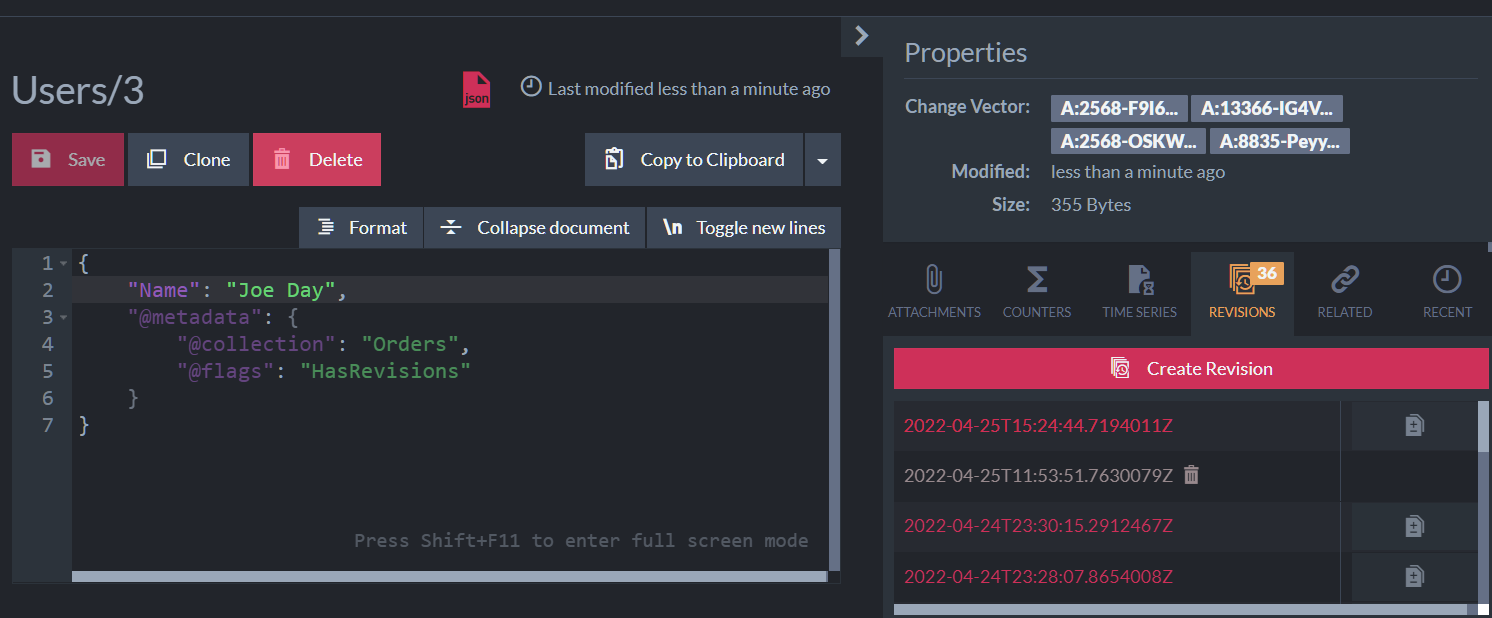 Users/3
json
Last modified less than a minute ago
Save
Clone
Delete
Copy to Clipboard
Format
Collapse document
\n Toggle new lines
1 {
2 "Name": "Joe Day",
3 "@metadata": {
4 "@collection": "Orders",
5 "@flags": "HasRevisions"
6 }
7 }
Press Shift+F11 to enter full screen mode
Properties
Change Vector: A:2568-F9I6... A:13366-IG4V...
A:2568-OSKW... A:8835-Peyy...
Modified: less than a minute ago
Size: 355 Bytes
ATTACHMENTS
COUNTERS
TIME SERIES
36
REVISIONS
RELATED
RECENT
Create Revision
2022-04-25T15:24:44.7194011Z
2022-04-25T11:53:51.7630079Z
2022-04-24T23:30:15.2912467Z
2022-04-24T23:28:07.8654008Z